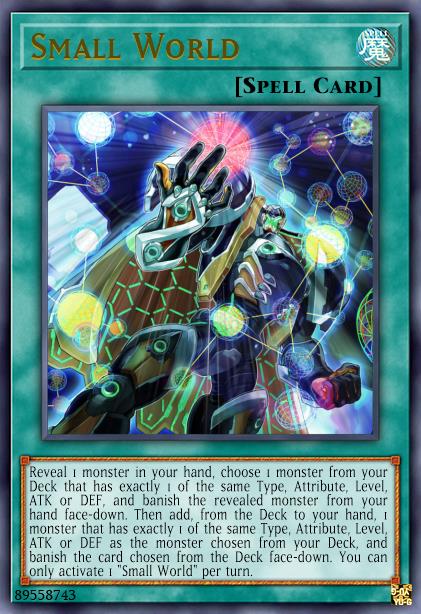 Small World
SPELL
魔
[Spell Card]
Reveal 1 monster in your hand, choose 1 monster from your
Deck that has exactly 1 of the same Type, Attribute, Level,
ATK or DEF, and banish the revealed monster from your
hand face-down. Then add, from the Deck to your hand, 1
monster that has exactly 1 of the same Type, Attribute, Level,
ATK or DEF as the monster chosen from your Deck, and
banish the card chosen from the Deck face-down. You can
only activate 1 "Small World" per turn.
89558743